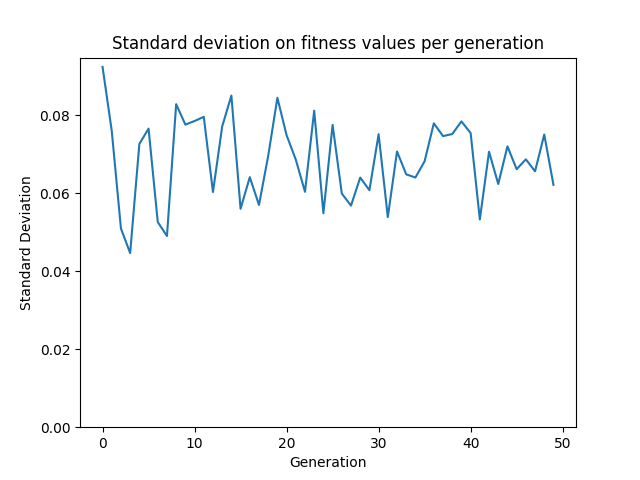 Standard deviation on fitness values per generation
Standard Deviation
0.08
0.06
0.04
0.02
0.00
0 10 20 30 40 50
Generation